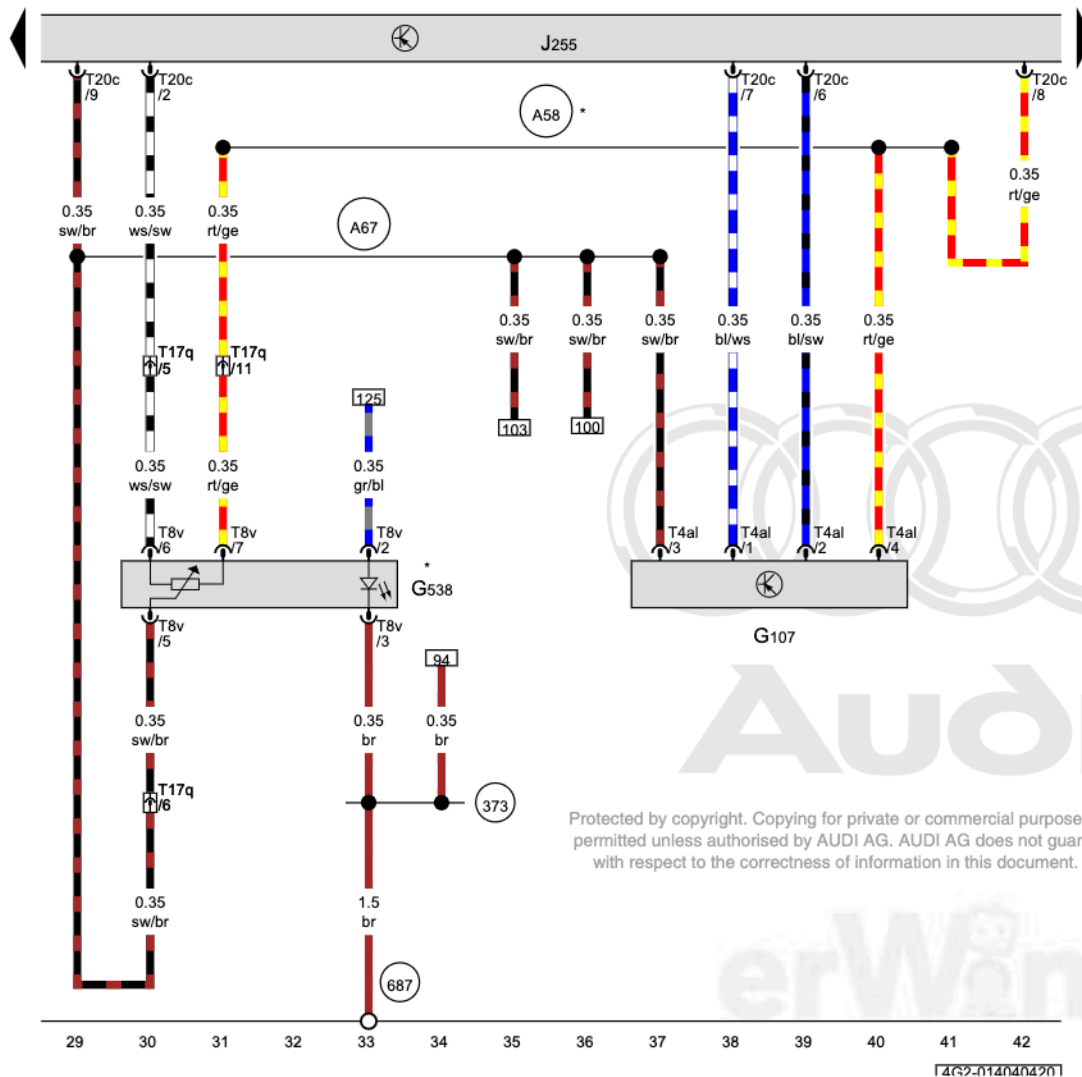 J255
T20c /9
T20c /2
T20c /7
T20c /6
T20c /8
A58 *
0.35 rt/ge
0.35 sw/br
0.35 ws/sw
0.35 rt/ge
A67
0.35 sw/br
0.35 sw/br
0.35 sw/br
0.35 bl/ws
0.35 bl/sw
0.35 rt/ge
T17q /5
T17q /11
125
103
100
0.35 ws/sw
0.35 rt/ge
0.35 gr/bl
T8v /6
T8v /7
T8v /2
T4al /3
T4al /1
T4al /2
T4al /4
*
G538
T8v /5
T8v /3
G107
94
0.35 sw/br
0.35 br
0.35 br
Aud
T17q /6
373
Protected by copyright. Copying for private or commercial purpose
permitted unless authorised by AUDI AG. AUDI AG does not guar
with respect to the correctness of information in this document.
0.35 sw/br
1.5 br
erWin
687
29 30 31 32 33 34 35 36 37 38 39 40 41 42
4G2-014040420